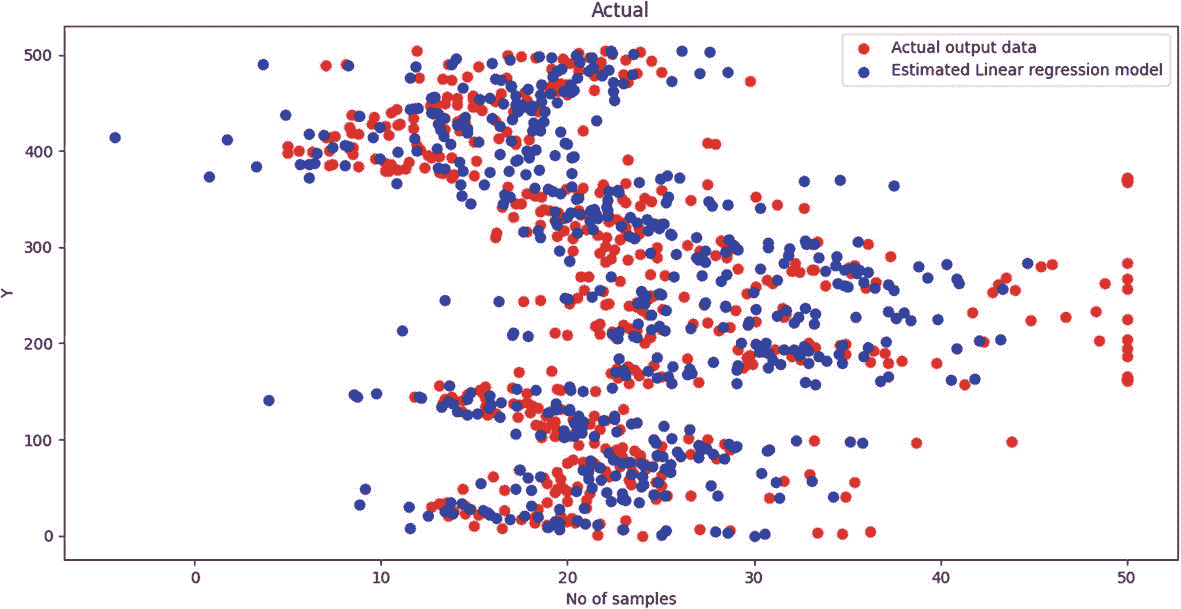 Actual
Actual output data
Estimated Linear regression model
500
400
300
200
100
0
Y
0 10 20 30 40 50
No of samples